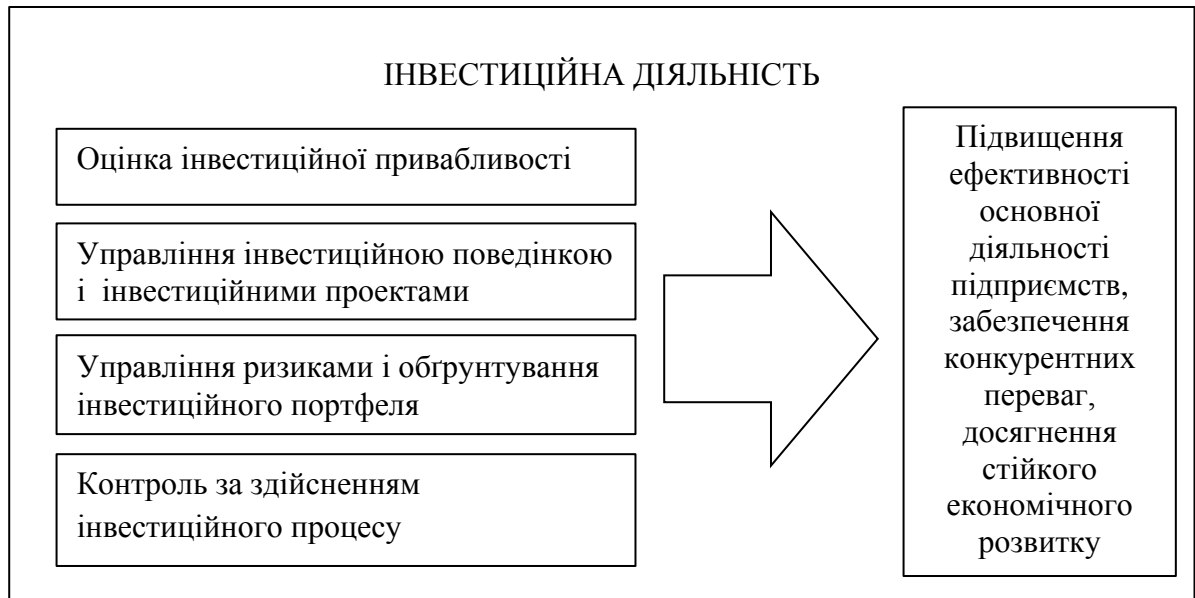 ІНВЕСТИЦІЙНА ДІЯЛЬНІСТЬ
Оцінка інвестиційної привабливості
Управління інвестиційною поведінкою
і інвестиційними проектами
Управління ризиками і обґрунтування
інвестиційного портфеля
Контроль за здійсненням
інвестиційного процесу
Підвищення
ефективності
основної
діяльності
підприємств,
забезпечення
конкурентних
переваг,
досягнення
стійкого
економічного
розвитку